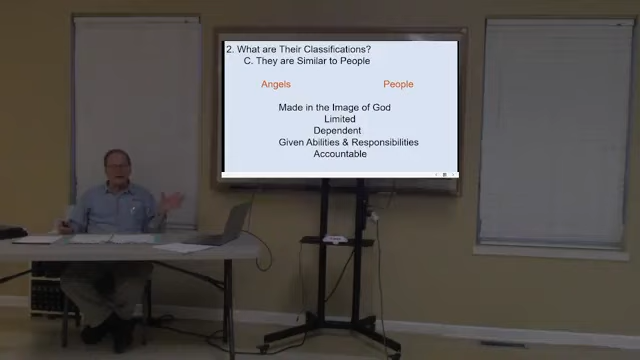 2. What are Their Classifications?
C. They are Similar to People
Angels People
Made in the Image of God
Limited
Dependent
Given Abilities & Responsibilities
Accountable